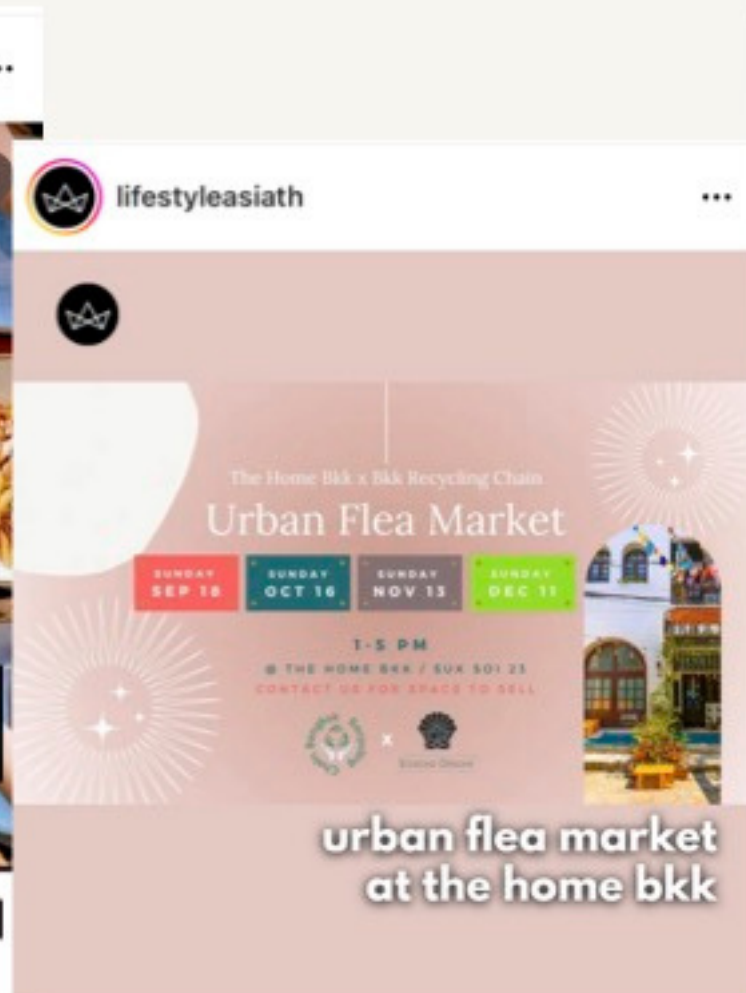 lifestyleasiath
The Home Bkk x Bkk Recycling Chain
Urban Flea Market
SUNDAY
SEP 18
SUNDAY
OCT 16
SUNDAY
NOV 13
SUNDAY
DEC 11
1-5 PM
@ THE HOME BKK / SUK SOI 23
CONTACT US FOR SPACE TO SELL
x
urban flea market
at the home bkk